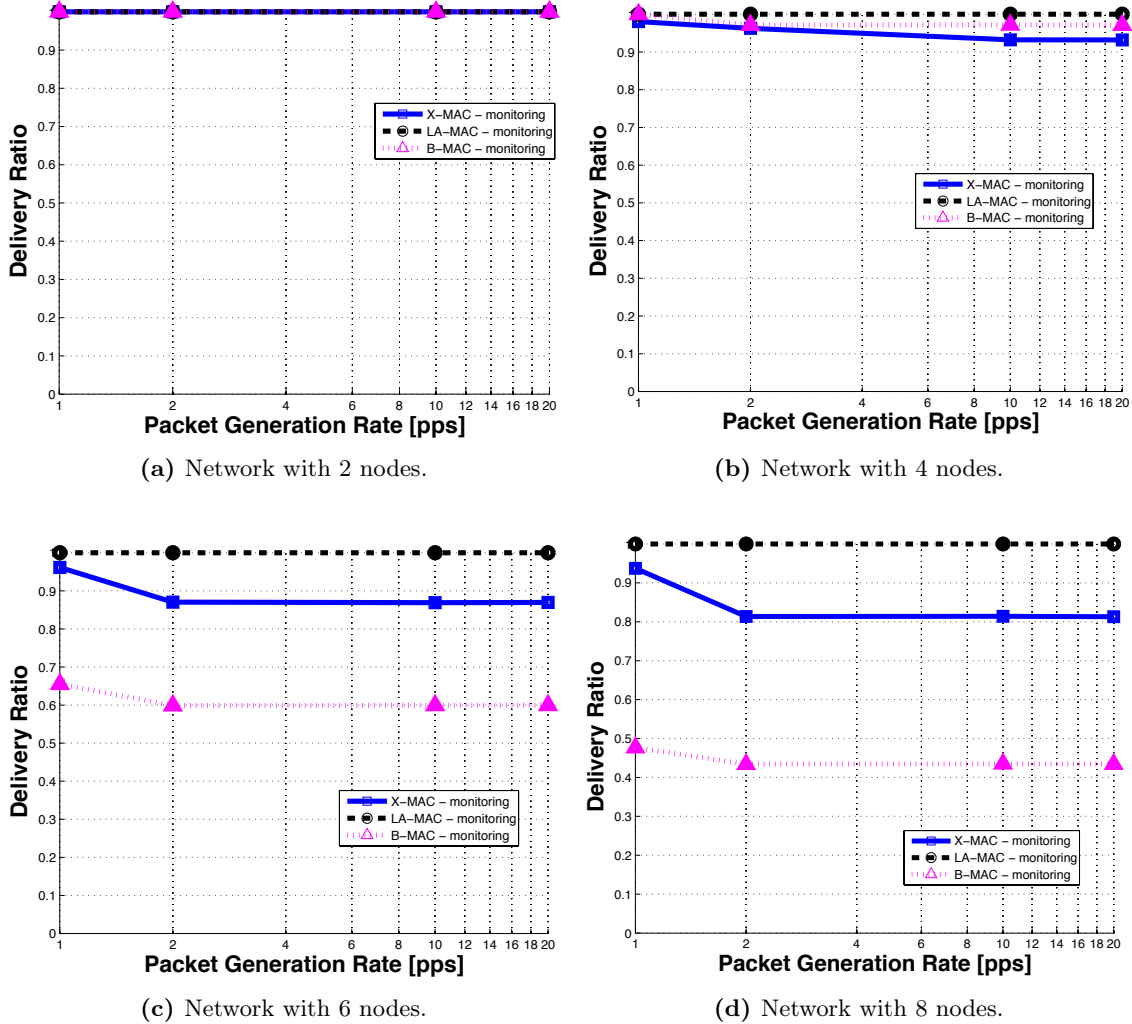 0.9
0.8
0.7
0.6
0.5
0.4
0.3
0.2
0.1
0
Delivery Ratio
X-MAC – monitoring
LA-MAC – monitoring
B-MAC – monitoring
1 2 4 6 8 10 12 14 16 18 20
Packet Generation Rate [pps]
(a) Network with 2 nodes.
0.9
0.8
0.7
0.6
0.5
0.4
0.3
0.2
0.1
0
Delivery Ratio
X-MAC – monitoring
LA-MAC – monitoring
B-MAC – monitoring
1 2 4 6 8 10 12 14 16 18 20
Packet Generation Rate [pps]
(b) Network with 4 nodes.
0.9
0.8
0.7
0.6
0.5
0.4
0.3
0.2
0.1
0
Delivery Ratio
X-MAC – monitoring
LA-MAC – monitoring
B-MAC – monitoring
1 2 4 6 8 10 12 14 16 18 20
Packet Generation Rate [pps]
(c) Network with 6 nodes.
0.9
0.8
0.7
0.6
0.5
0.4
0.3
0.2
0.1
0
Delivery Ratio
X-MAC – monitoring
LA-MAC – monitoring
B-MAC – monitoring
1 2 4 6 8 10 12 14 16 18 20
Packet Generation Rate [pps]
(d) Network with 8 nodes.